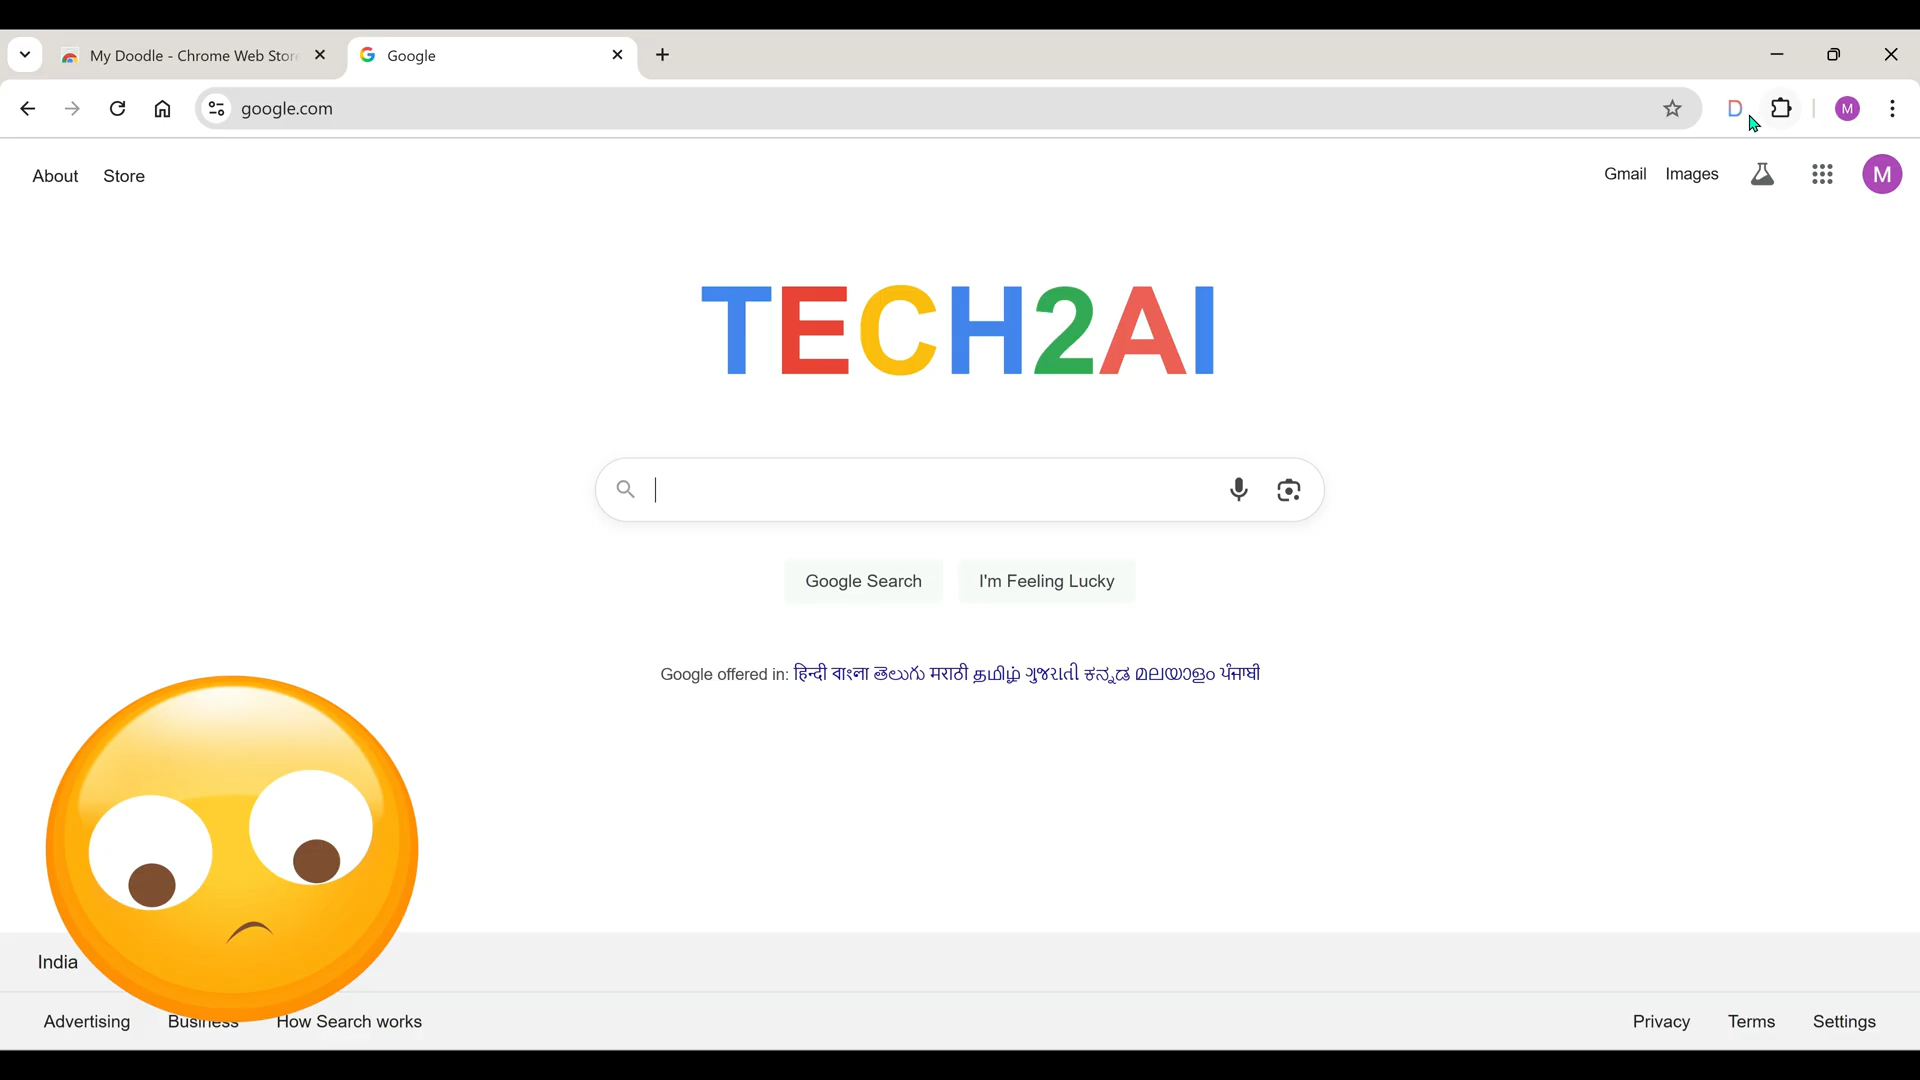 My Doodle - Chrome Web Store
Google
google.com
D
M
About Store
Gmail Images
M
TECH2AI
Google Search I'm Feeling Lucky
Google offered in: हिन्दी বাংলা తెలుగు मराठी தமிழ் ગુજરાતી ಕನ್ನಡ മലയാളം ਪੰਜਾਬੀ
India
Advertising Business How Search works
Privacy Terms Settings